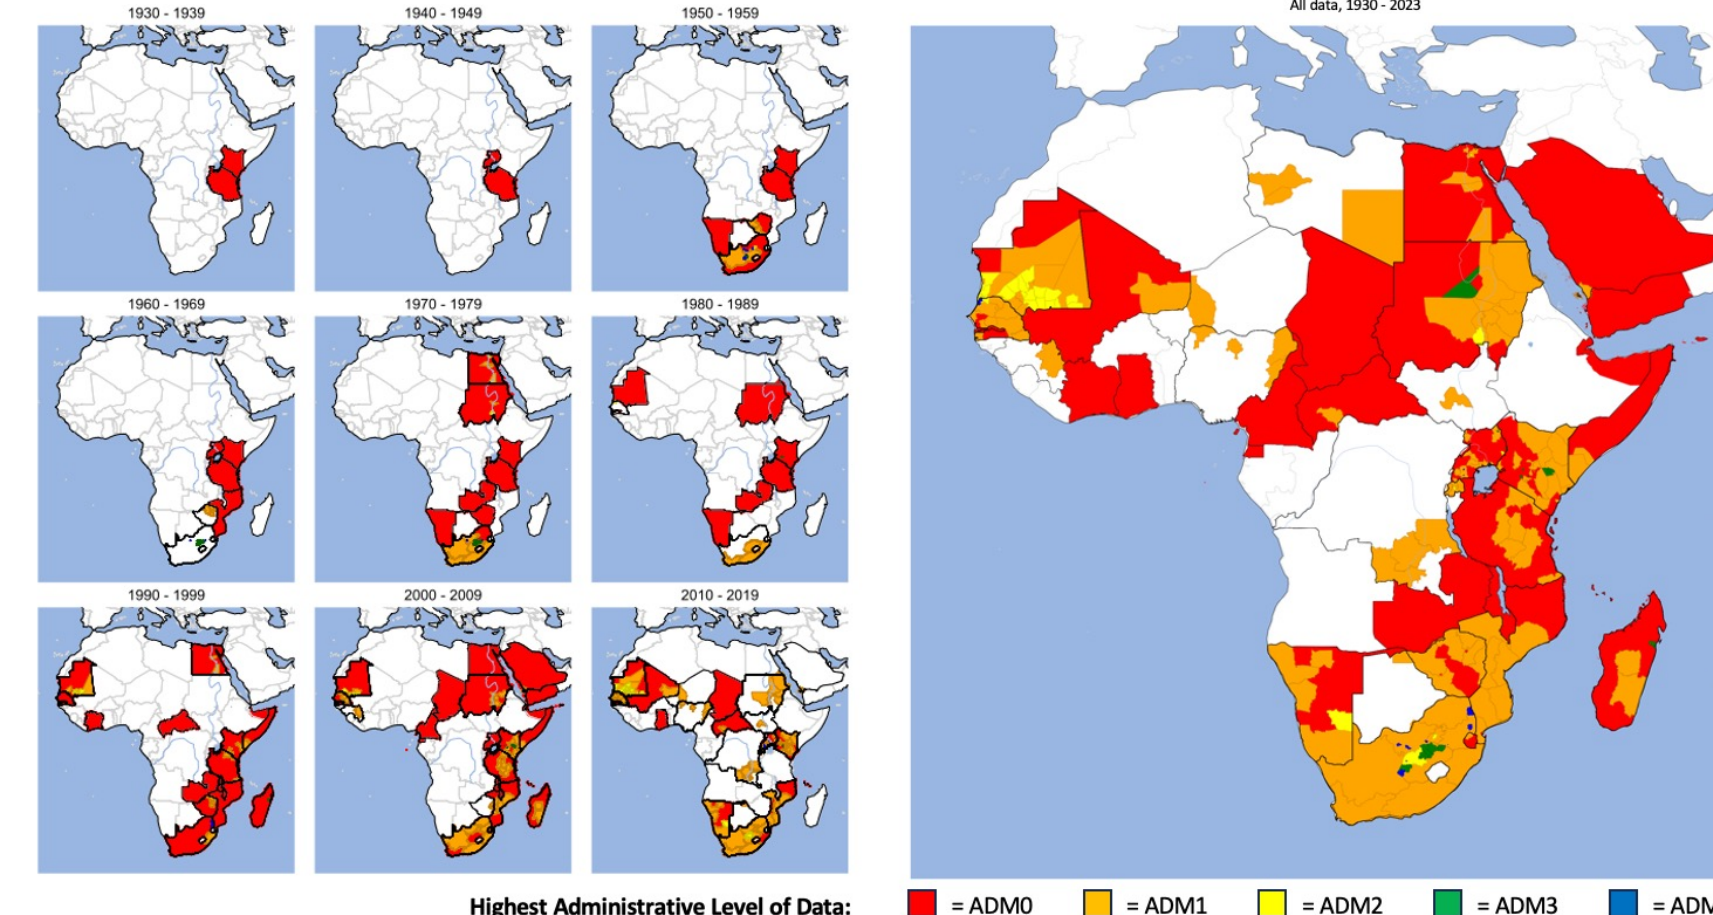 1930 - 1939
1940 - 1949
1950 - 1959
1960 - 1969
1970 - 1979
1980 - 1989
1990 - 1999
2000 - 2009
2010 - 2019
All data, 1930 - 2023
Highest Administrative Level of Data:
= ADM0
= ADM1
= ADM2
= ADM3
= ADM